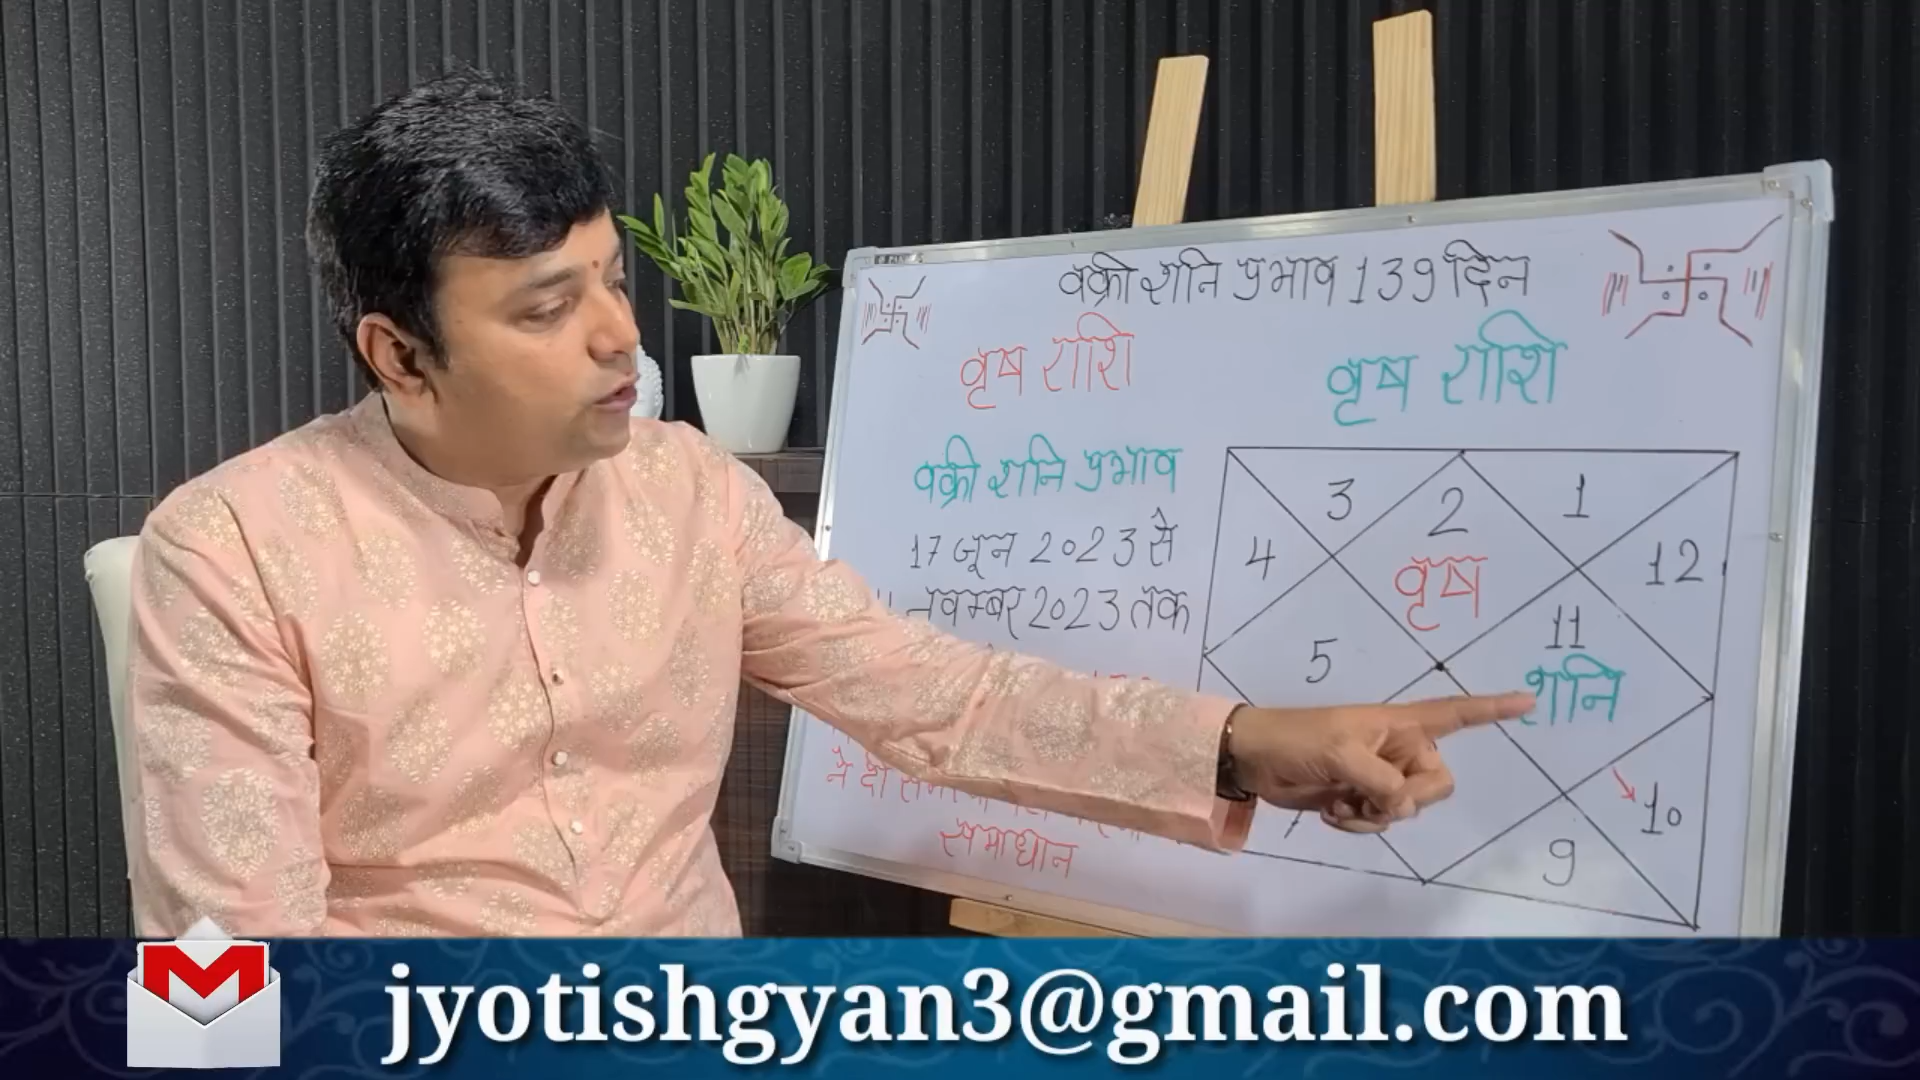 वक्री शनि प्रभाव 139 दिन
वृष राशि
वृष राशि
वक्री शनि प्रभाव
17 जून 2023 से
नवम्बर 2023 तक
समाधान
3
2
1
4
12
वृष
11
5
शनि
10
9
jyotishgyan3@gmail.com